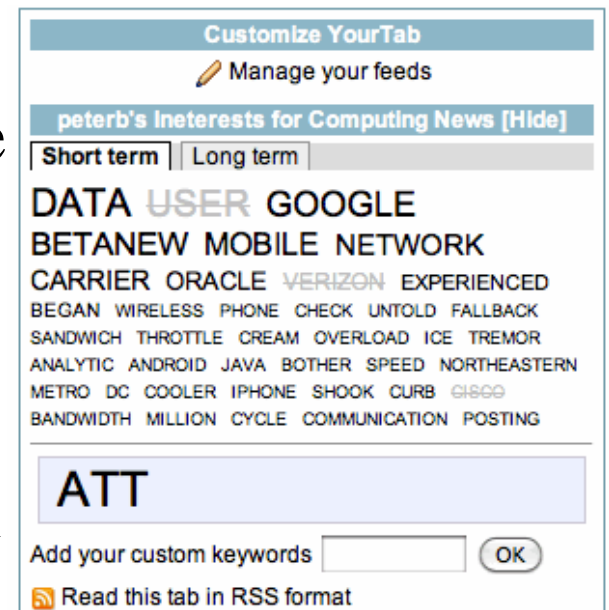 Customize YourTab
Manage your feeds
e
peterb's Ineterests for Computing News [Hide]
Short term Long term
DATA USER GOOGLE
BETANEW MOBILE NETWORK
CARRIER ORACLE VERIZON EXPERIENCED
BEGAN WIRELESS PHONE CHECK UNTOLD FALLBACK
SANDWICH THROTTLE CREAM OVERLOAD ICE TREMOR
ANALYTIC ANDROID JAVA BOTHER SPEED NORTHEASTERN
METRO DC COOLER IPHONE SHOOK CURB CISCO
BANDWIDTH MILLION CYCLE COMMUNICATION POSTING
ATT
Add your custom keywords OK
Read this tab in RSS format